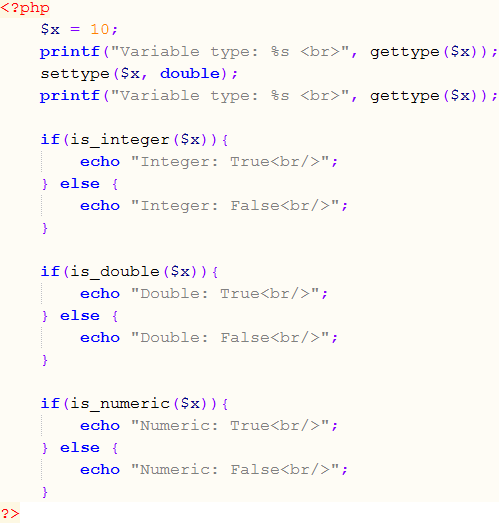 <?php
    $x = 10;
    printf("Variable type: %s <br>", gettype($x));
    settype($x, double);
    printf("Variable type: %s <br>", gettype($x));

    if(is_integer($x)){
        echo "Integer: True<br/>";
    } else {
        echo "Integer: False<br/>";
    }

    if(is_double($x)){
        echo "Double: True<br/>";
    } else {
        echo "Double: False<br/>";
    }

    if(is_numeric($x)){
        echo "Numeric: True<br/>";
    } else {
        echo "Numeric: False<br/>";
    }
?>